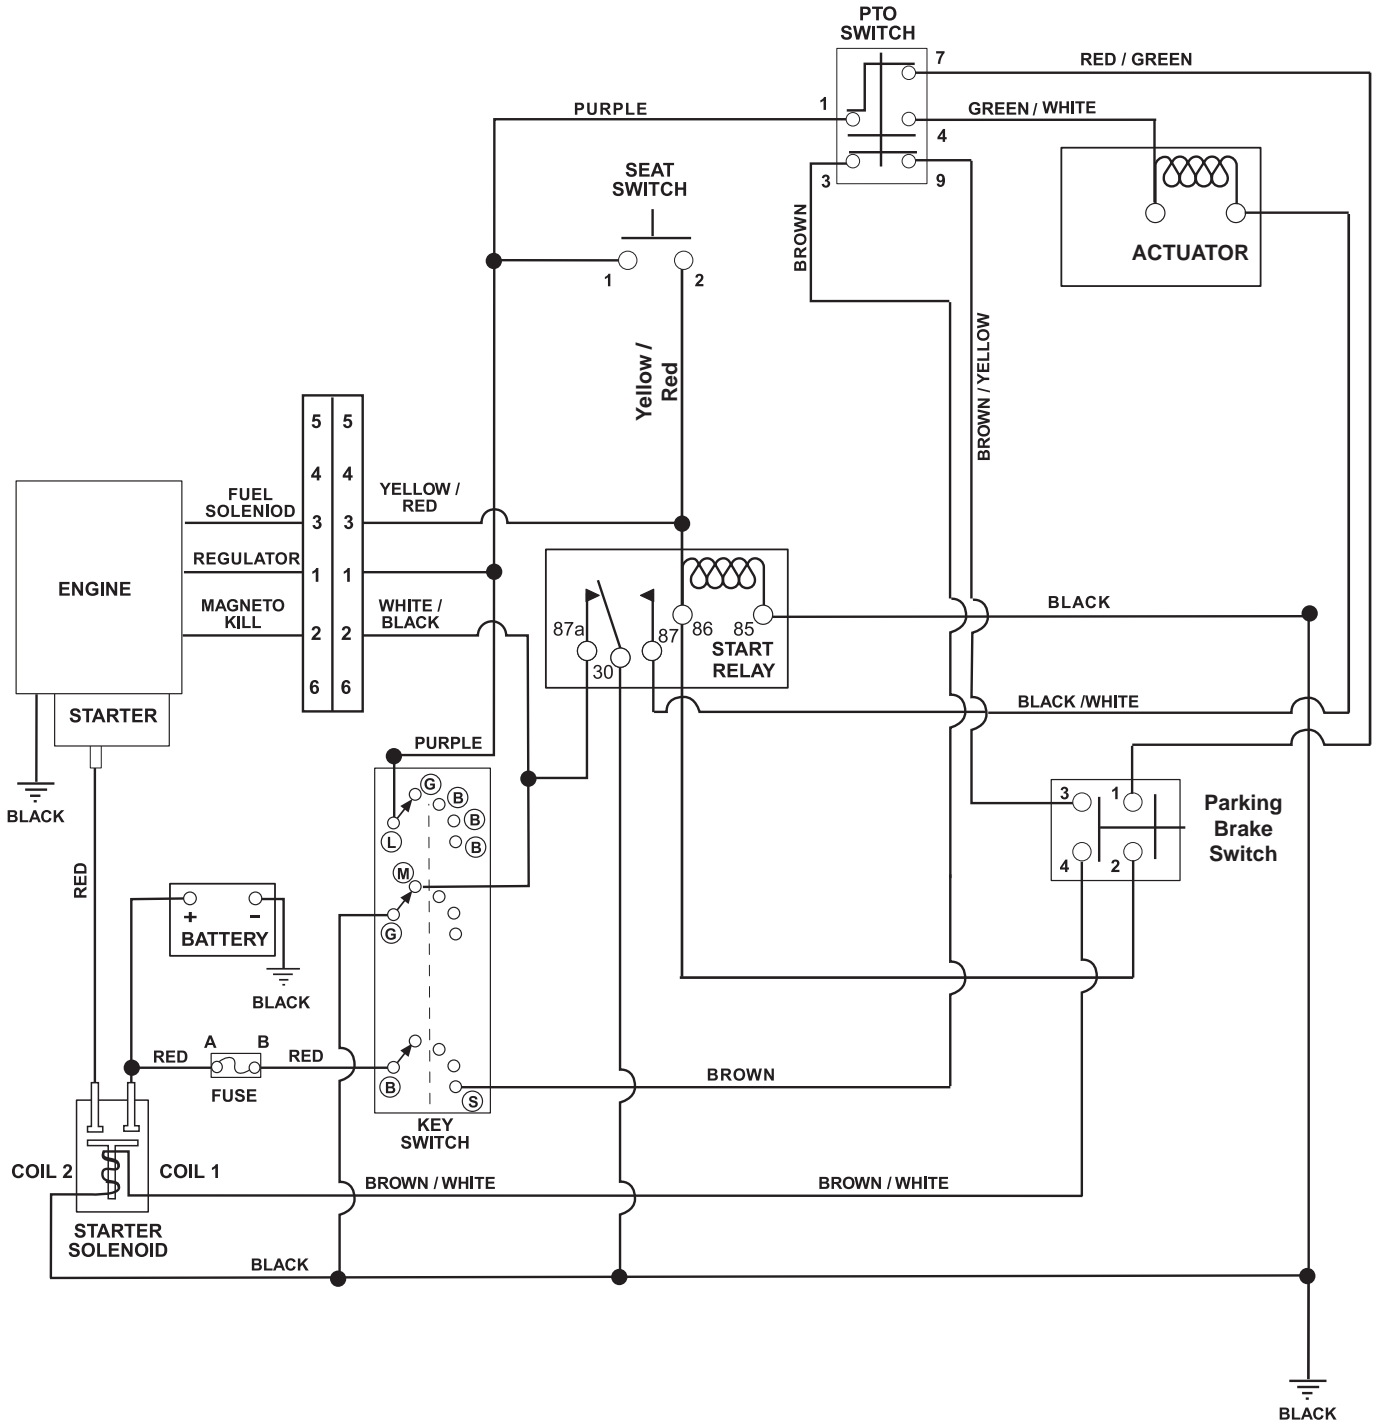 PTO
SWITCH
7
RED / GREEN
1
PURPLE
GREEN / WHITE
4
3
9
SEAT
SWITCH
1
2
BROWN
ACTUATOR
Yellow /
Red
BROWN / YELLOW
5 5
4 4
3 3
1 1
2 2
6 6
FUEL
SOLENIOD
YELLOW /
RED
REGULATOR
ENGINE
MAGNETO
KILL
WHITE /
BLACK
BLACK
87a
30
87
86
85
START
RELAY
STARTER
BLACK /WHITE
PURPLE
BLACK
G
B
B
B
L
M
G
3
1
4
2
Parking
Brake
Switch
RED
+
-
BATTERY
BLACK
A
B
RED
RED
FUSE
B
S
BROWN
KEY
SWITCH
COIL 2
COIL 1
BROWN / WHITE
BROWN / WHITE
STARTER
SOLENOID
BLACK
BLACK